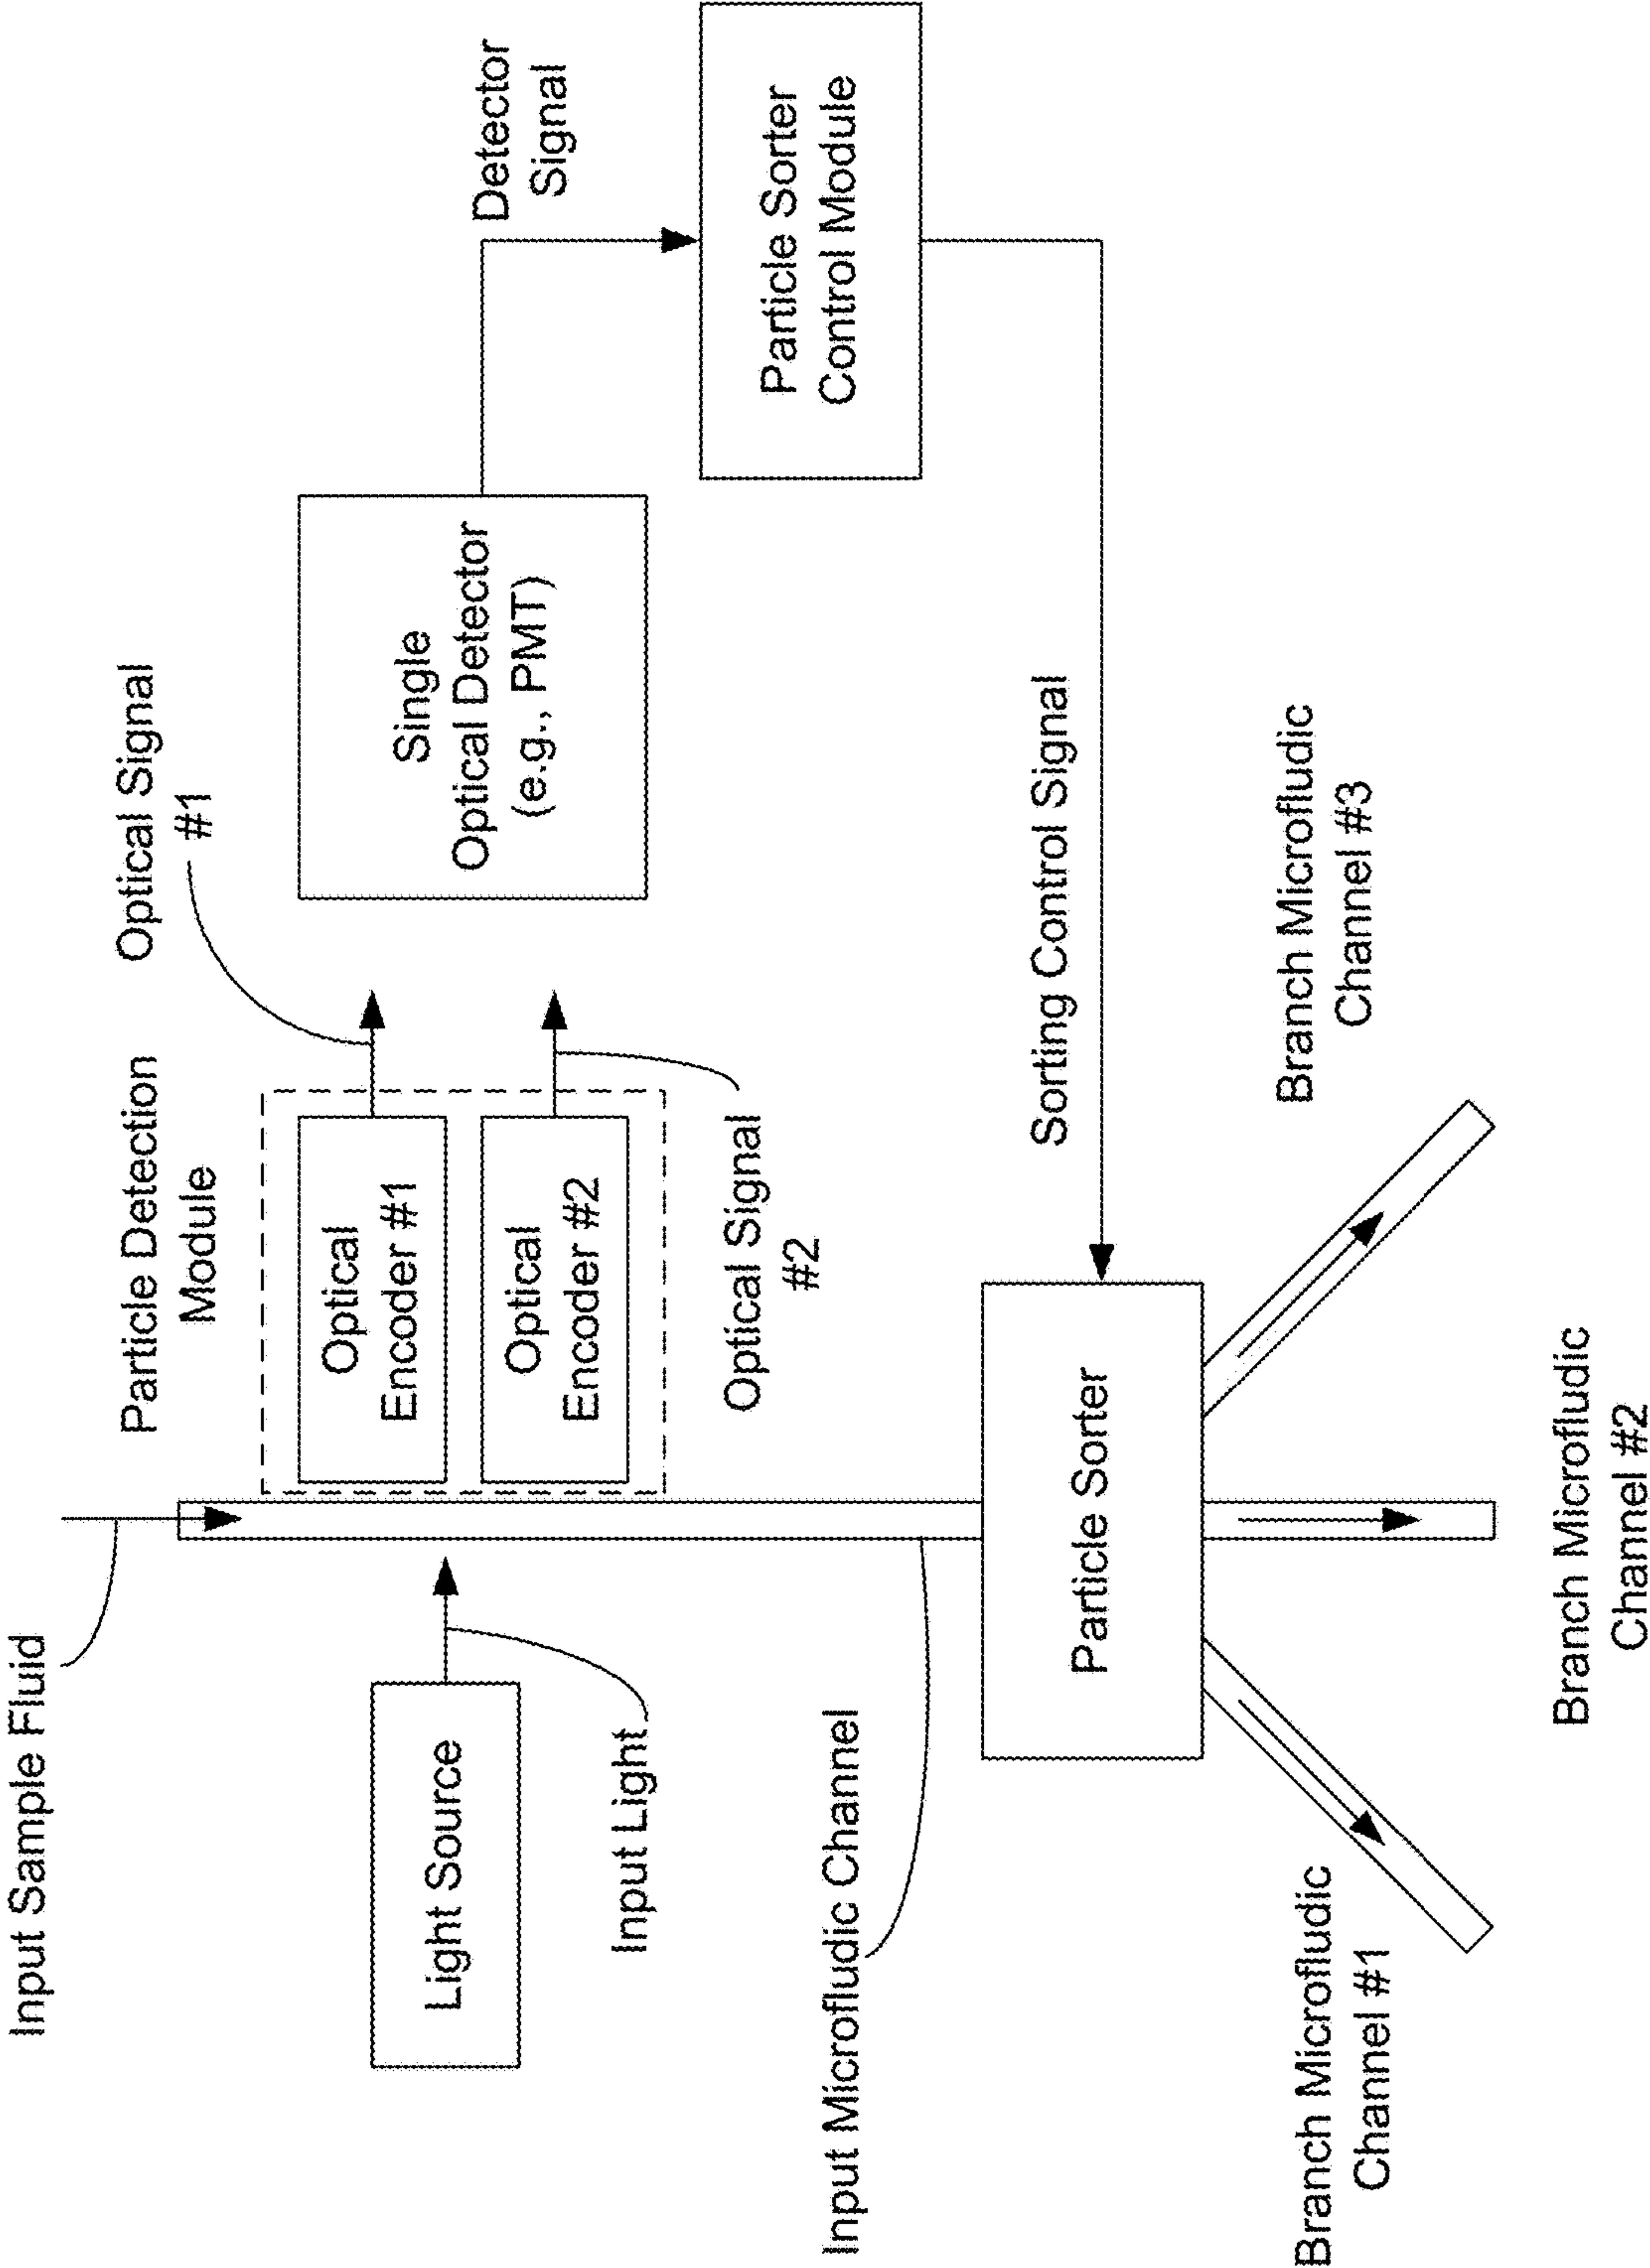 Input Sample Fluid
Particle Detection
Module
Optical Signal
#1
Detector
Signal
Light Source
Optical
Encoder #1
Optical
Encoder #2
Single
Optical Detector
(e.g., PMT)
Input Light
Optical Signal
#2
Particle Sorter
Control Module
Input Microfludic Channel
Sorting Control Signal
Particle Sorter
Branch Microfludic
Channel #1
Branch Microfludic
Channel #3
Branch Microfludic
Channel #2